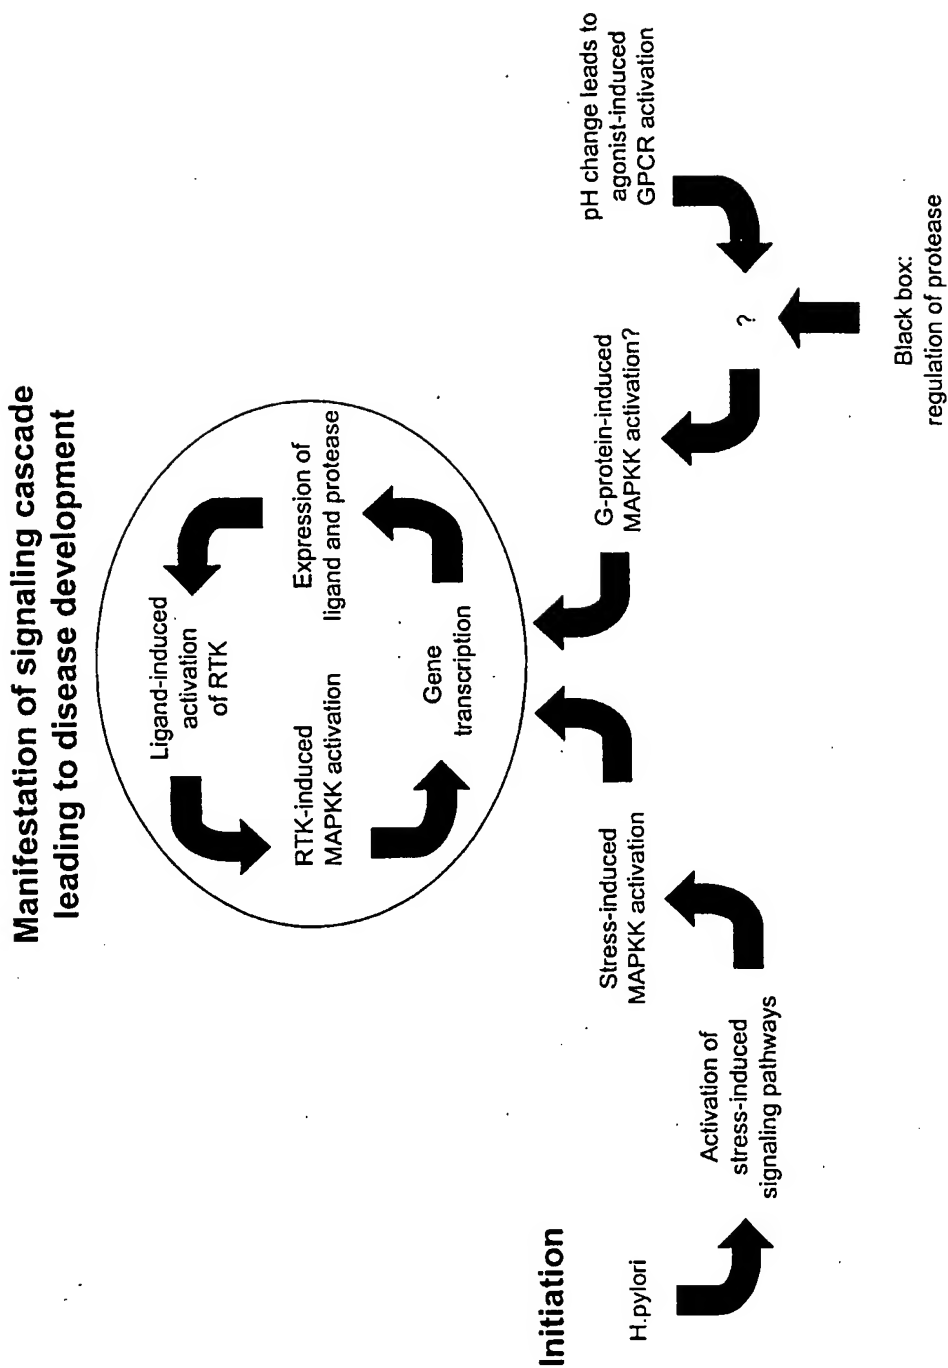 Manifestation of signaling cascade
leading to disease development
Ligand-induced
activation
of RTK
RTK-induced
MAPKK activation
Expression of
ligand and protease
Gene
transcription
Initiation
H.pylori
Activation of
stress-induced
signaling pathways
Stress-induced
MAPKK activation
G-protein-induced
MAPKK activation?
?
pH change leads to
agonist-induced
GPCR activation
Black box:
regulation of protease